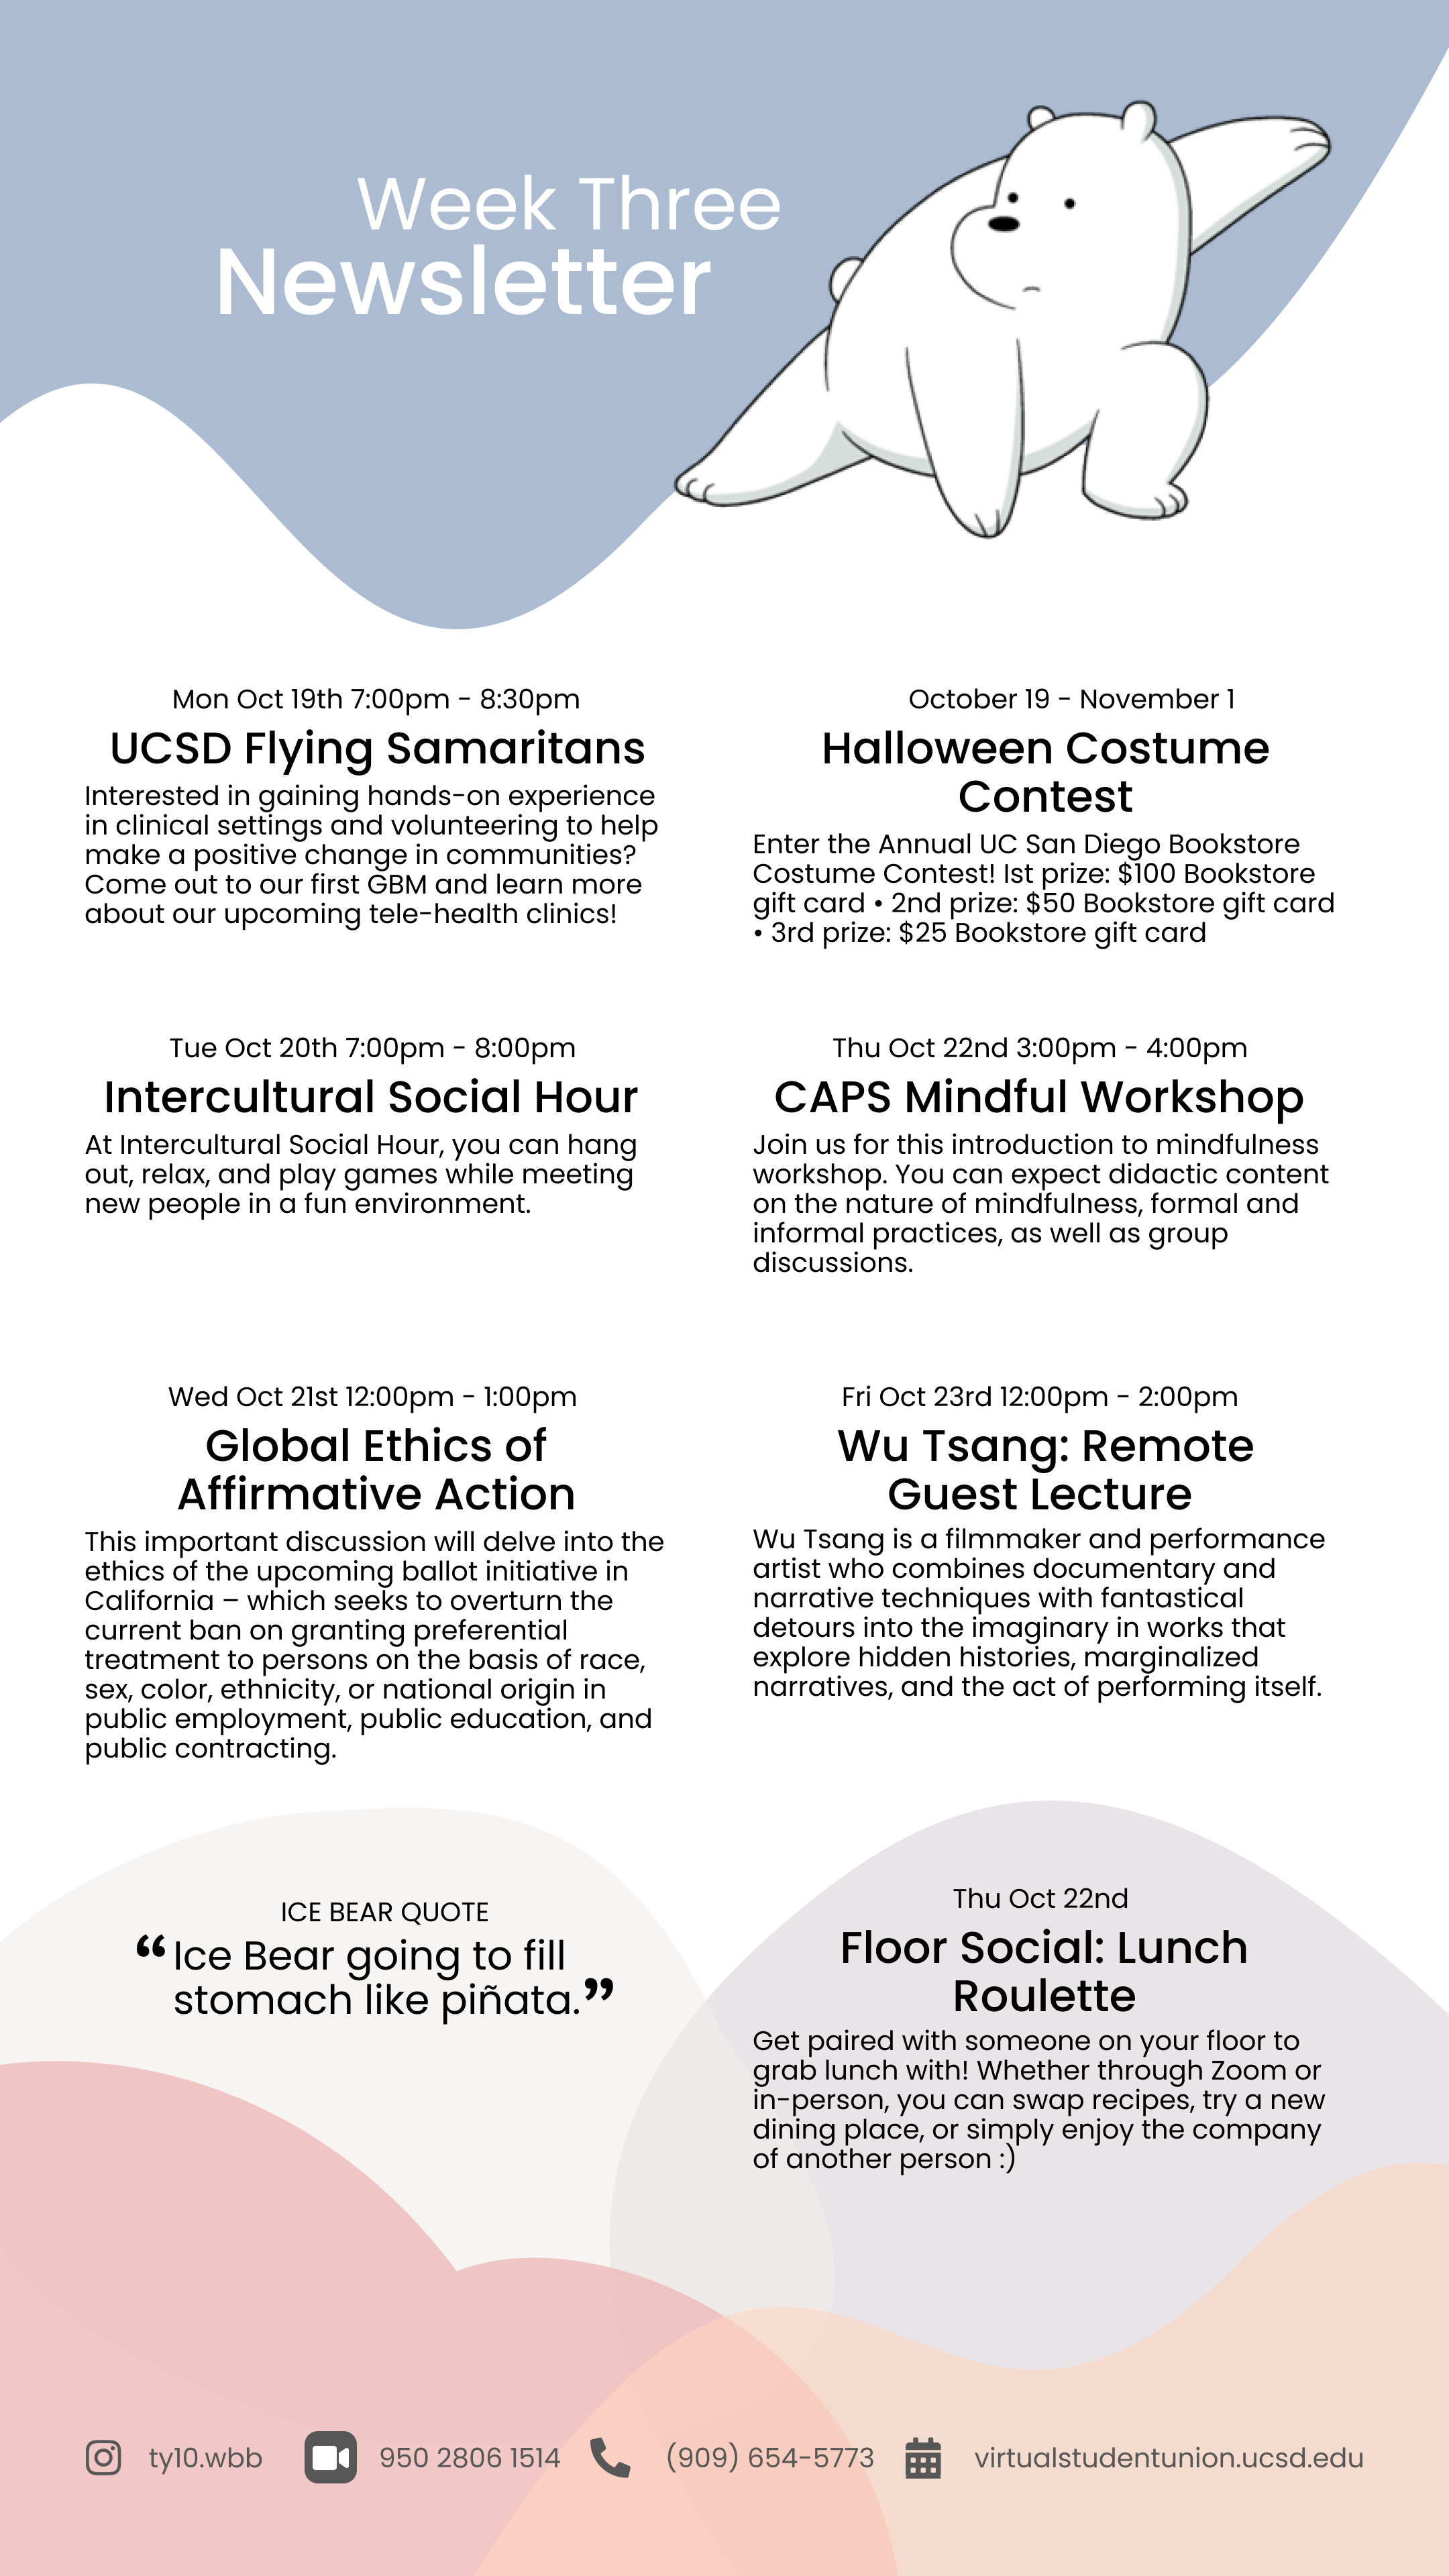 Week Three
Newsletter
Mon Oct 19th 7:00pm - 8:30pm
UCSD Flying Samaritans
Interested in gaining hands-on experience
in clinical settings and volunteering to help
make a positive change in communities?
Come out to our first GBM and learn more
about our upcoming tele-health clinics!
October 19 - November 1
Halloween Costume
Contest
Enter the Annual UC San Diego Bookstore
Costume Contest! Ist prize: $100 Bookstore
gift card • 2nd prize: $50 Bookstore gift card
• 3rd prize: $25 Bookstore gift card
Tue Oct 20th 7:00pm - 8:00pm
Intercultural Social Hour
At Intercultural Social Hour, you can hang
out, relax, and play games while meeting
new people in a fun environment.
Thu Oct 22nd 3:00pm - 4:00pm
CAPS Mindful Workshop
Join us for this introduction to mindfulness
workshop. You can expect didactic content
on the nature of mindfulness, formal and
informal practices, as well as group
discussions.
Wed Oct 21st 12:00pm - 1:00pm
Global Ethics of
Affirmative Action
This important discussion will delve into the
ethics of the upcoming ballot initiative in
California – which seeks to overturn the
current ban on granting preferential
treatment to persons on the basis of race,
sex, color, ethnicity, or national origin in
public employment, public education, and
public contracting.
Fri Oct 23rd 12:00pm - 2:00pm
Wu Tsang: Remote
Guest Lecture
Wu Tsang is a filmmaker and performance
artist who combines documentary and
narrative techniques with fantastical
detours into the imaginary in works that
explore hidden histories, marginalized
narratives, and the act of performing itself.
ICE BEAR QUOTE
“Ice Bear going to fill
stomach like piñata.”
Thu Oct 22nd
Floor Social: Lunch
Roulette
Get paired with someone on your floor to
grab lunch with! Whether through Zoom or
in-person, you can swap recipes, try a new
dining place, or simply enjoy the company
of another person :)
ty10.wbb 950 2806 1514 (909) 654-5773 virtualstudentunion.ucsd.edu